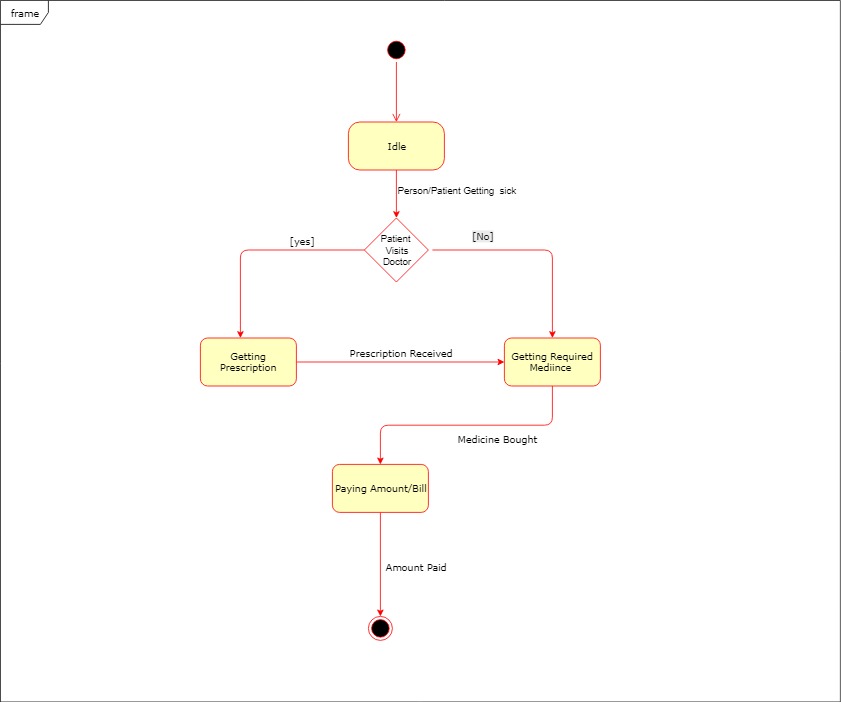 frame
Idle
Person/Patient Getting sick
Patient
Visits
Doctor
[yes]
[No]
Getting
Prescription
Prescription Received
Getting Required
Mediince
Medicine Bought
Paying Amount/Bill
Amount Paid